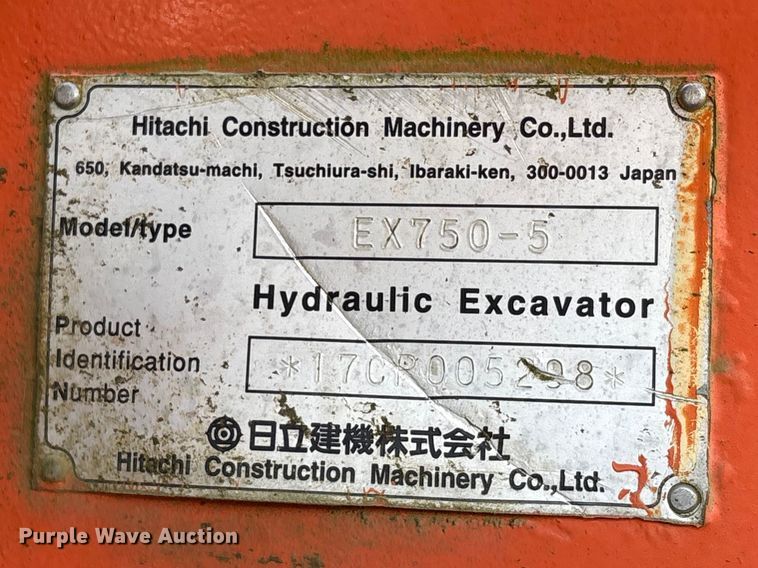 Hitachi Construction Machinery Co.,Ltd.
650, Kandatsu-machi, Tsuchiura-shi, Ibaraki-ken, 300-0013 Japan
Model/type EX750-5
Hydraulic Excavator
Product
Identification
Number
日立建機株式会社
Hitachi Construction Machinery Co.,Ltd.
Purple Wave Auction